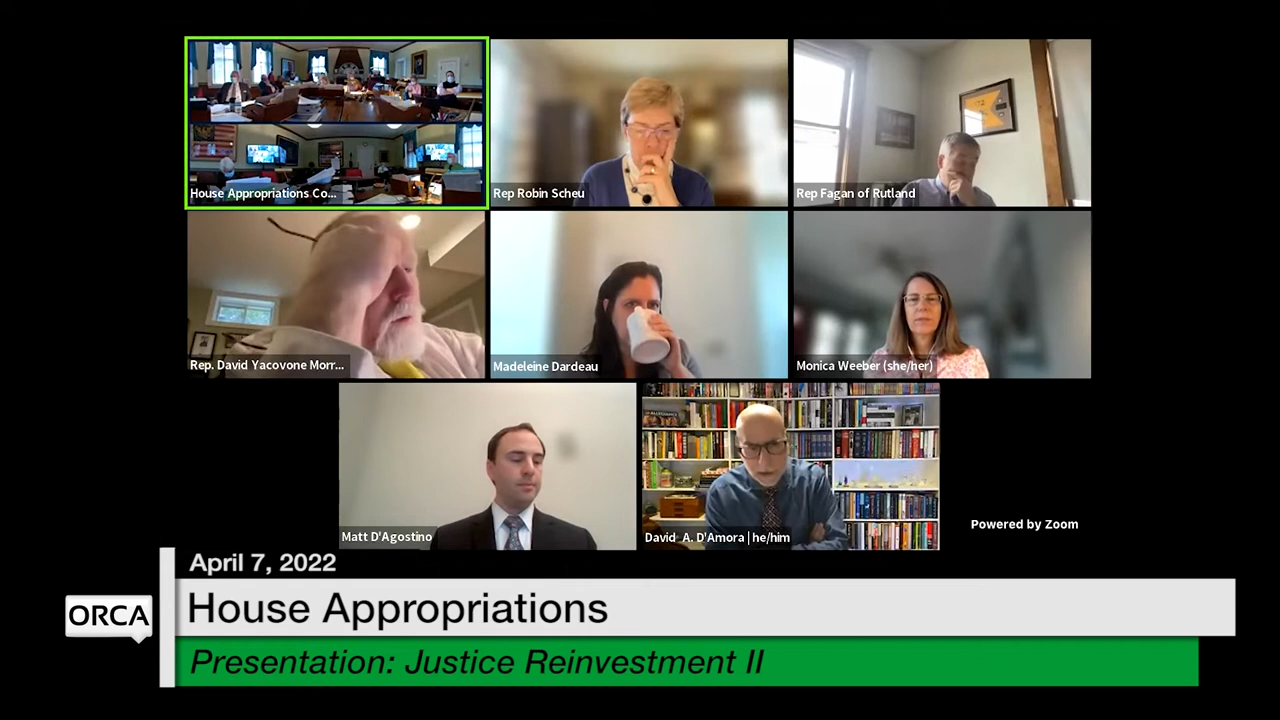 House Appropriations Co...
Rep Robin Scheu
Rep Fagan of Rutland
Rep. David Yacovone Morr...
Madeleine Dardeau
Monica Weeber (she/her)
Matt D'Agostino
David A. D'Amora | he/him
Powered by Zoom
April 7, 2022
ORCA
House Appropriations
Presentation: Justice Reinvestment II